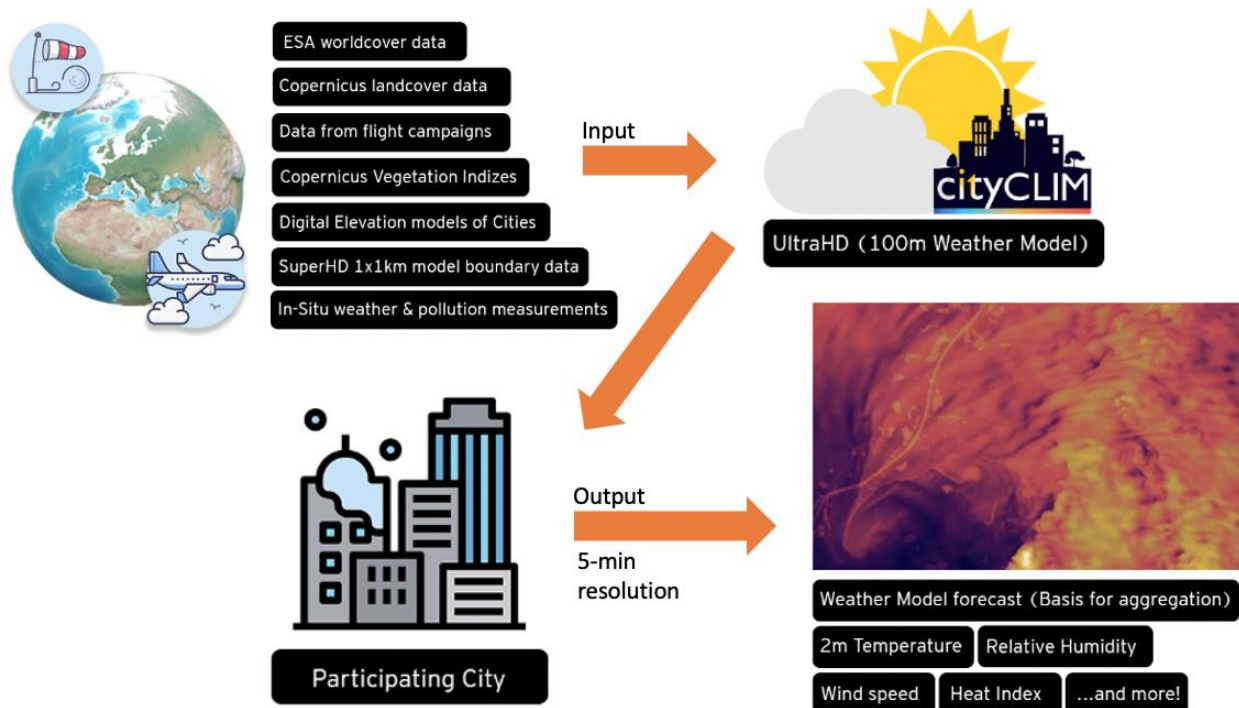 ESA worldcover data
Copernicus landcover data
Data from flight campaigns
Copernicus Vegetation Indizes
Digital Elevation models of Cities
SuperHD 1x1km model boundary data
In-Situ weather & pollution measurements
Input
cityCLIM
UltraHD (100m Weather Model)
Participating City
Output
5-min
resolution
Weather Model forecast (Basis for aggregation)
2m Temperature
Relative Humidity
Wind speed
Heat Index
...and more!